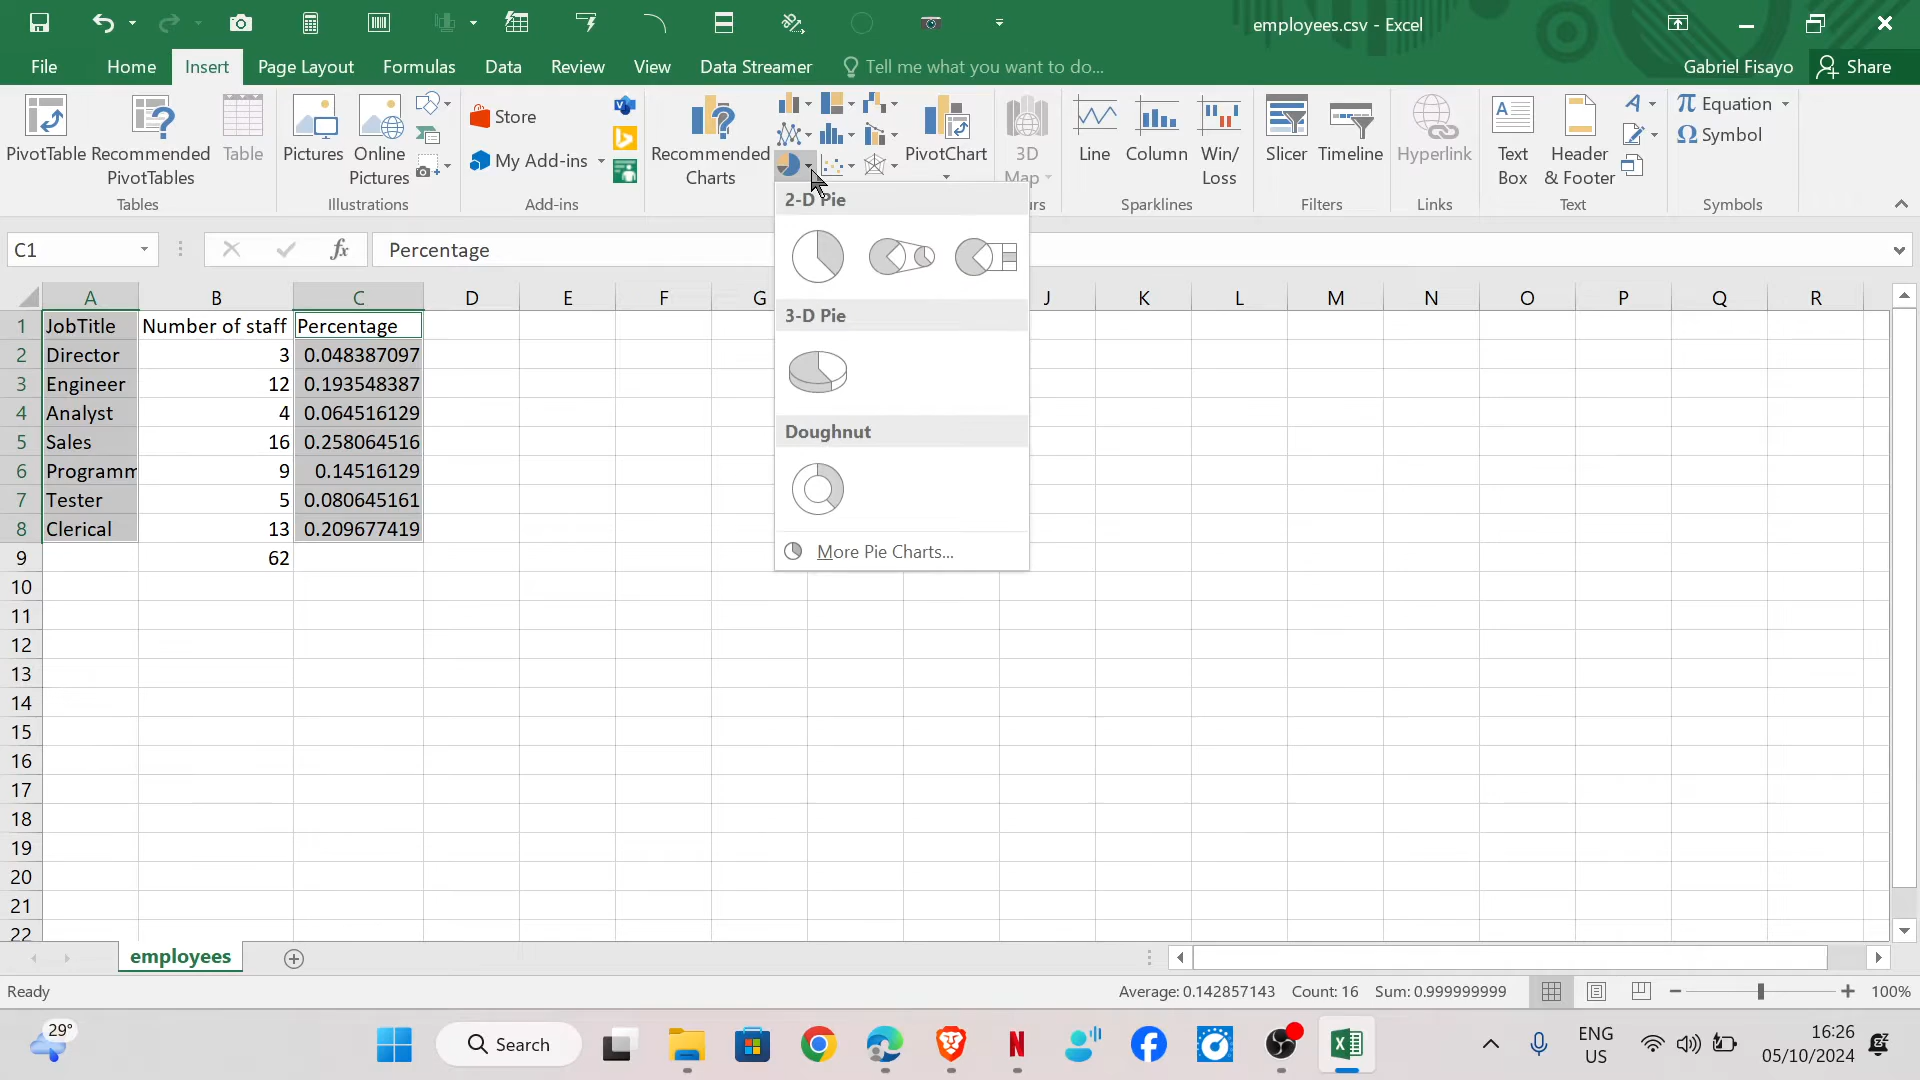 employees.csv - Excel
File Home Insert Page Layout Formulas Data Review View Data Streamer Tell me what you want to do... Gabriel Fisayo Share
PivotTable
Recommended
PivotTables
Table
Tables
Pictures
Online
Pictures
Illustrations
Store
My Add-ins
Add-ins
Recommended
Charts
PivotChart
3D
Map
urs
Line
Column
Win/
Loss
Sparklines
Slicer
Timeline
Filters
Hyperlink
Links
Text
Box
Header
& Footer
Text
Equation
Symbol
Symbols
C1
fx
Percentage
2-D Pie
3-D Pie
Doughnut
More Pie Charts...
A B C D E F G J K L M N O P Q R
1 JobTitle Number of staff Percentage
2 Director 3 0.048387097
3 Engineer 12 0.193548387
4 Analyst 4 0.064516129
5 Sales 16 0.258064516
6 Programm 9 0.14516129
7 Tester 5 0.080645161
8 Clerical 13 0.209677419
9 62
10
11
12
13
14
15
16
17
18
19
20
21
22
employees
Ready Average: 0.142857143 Count: 16 Sum: 0.999999999 100%
29°
Search
ENG
US
16:26
05/10/2024